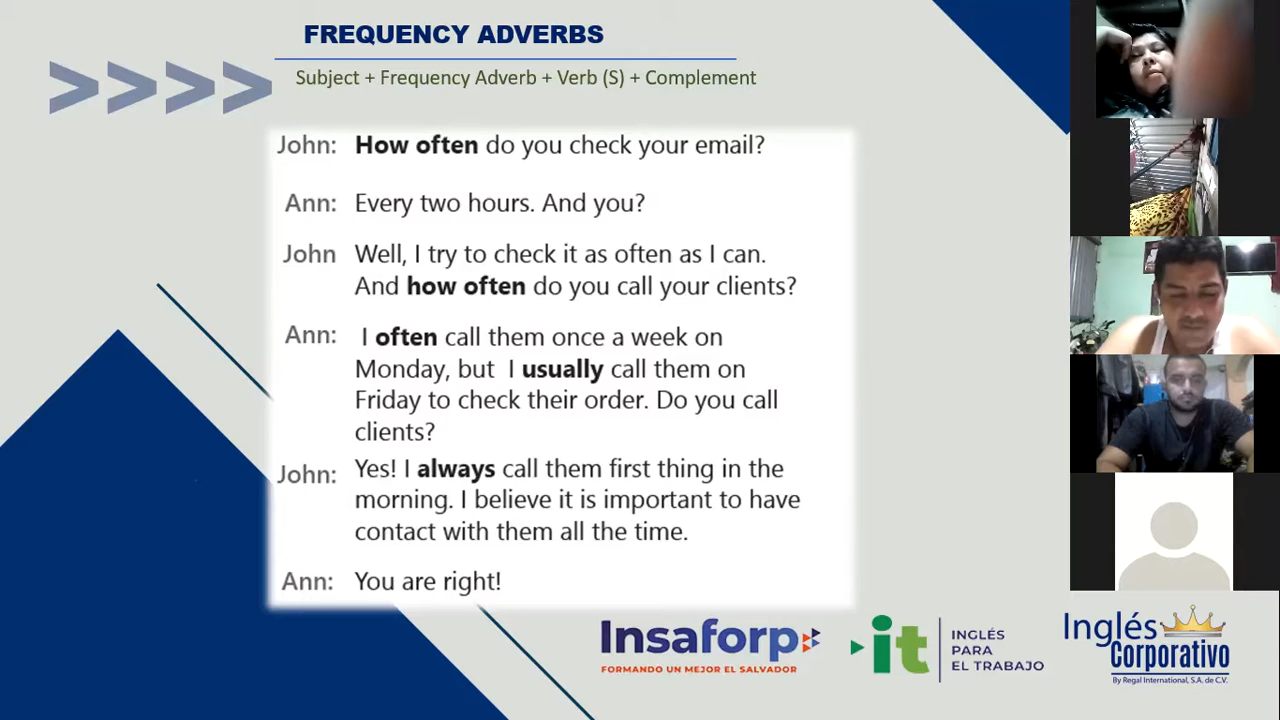 FREQUENCY ADVERBS
Subject + Frequency Adverb + Verb (S) + Complement
John: How often do you check your email?
Ann: Every two hours. And you?
John Well, I try to check it as often as I can.
And how often do you call your clients?
Ann: I often call them once a week on
Monday, but I usually call them on
Friday to check their order. Do you call
clients?
John: Yes! I always call them first thing in the
morning. I believe it is important to have
contact with them all the time.
Ann: You are right!
Insaforp
FORMANDO UN MEJOR EL SALVADOR
it
INGLÉS
PARA
EL TRABAJO
Inglés
Corporativo
By Regal International, S.A. de C.V.